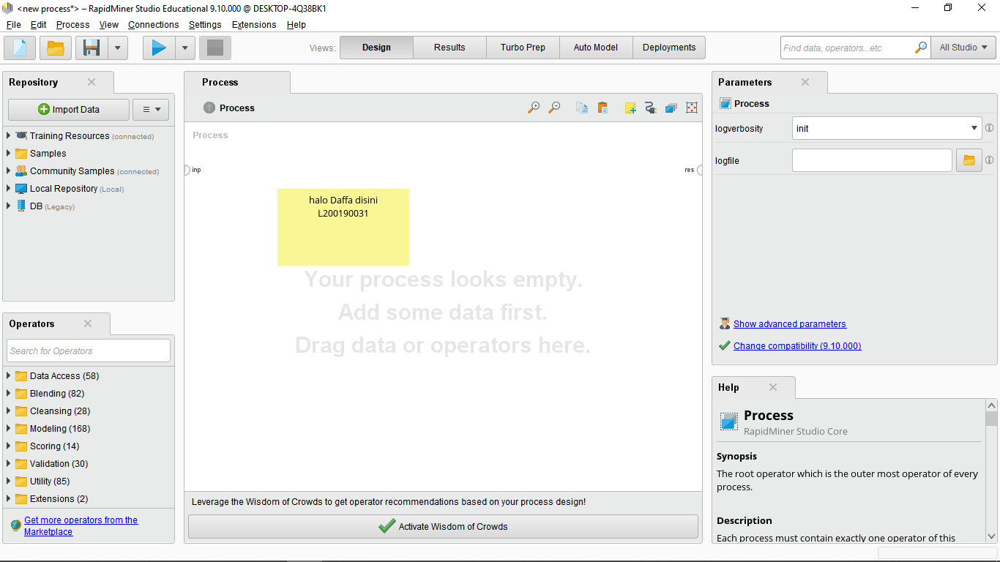 <new process*> – RapidMiner Studio Educational 9.10.000 @ DESKTOP-4Q38BK1
File Edit Process View Connections Settings Extensions Help
Views: Design Results Turbo Prep Auto Model Deployments
Find data, operators...etc
All Studio
Repository
Import Data
Training Resources (connected)
Samples
Community Samples (connected)
Local Repository (Local)
DB (Legacy)
Operators
Search for Operators
Data Access (58)
Blending (82)
Cleansing (28)
Modeling (168)
Scoring (14)
Validation (30)
Utility (85)
Extensions (2)
Get more operators from the
Marketplace
Process
Process
Process
inp
res
halo Daffa disini
L200190031
Your process looks empty.
Add some data first.
Drag data or operators here.
Leverage the Wisdom of Crowds to get operator recommendations based on your process design!
Activate Wisdom of Crowds
Parameters
Process
logverbosity
init
logfile
Show advanced parameters
Change compatibility (9.10.000)
Help
Process
RapidMiner Studio Core
Synopsis
The root operator which is the outer most operator of every
process.
Description
Each process must contain exactly one operator of this